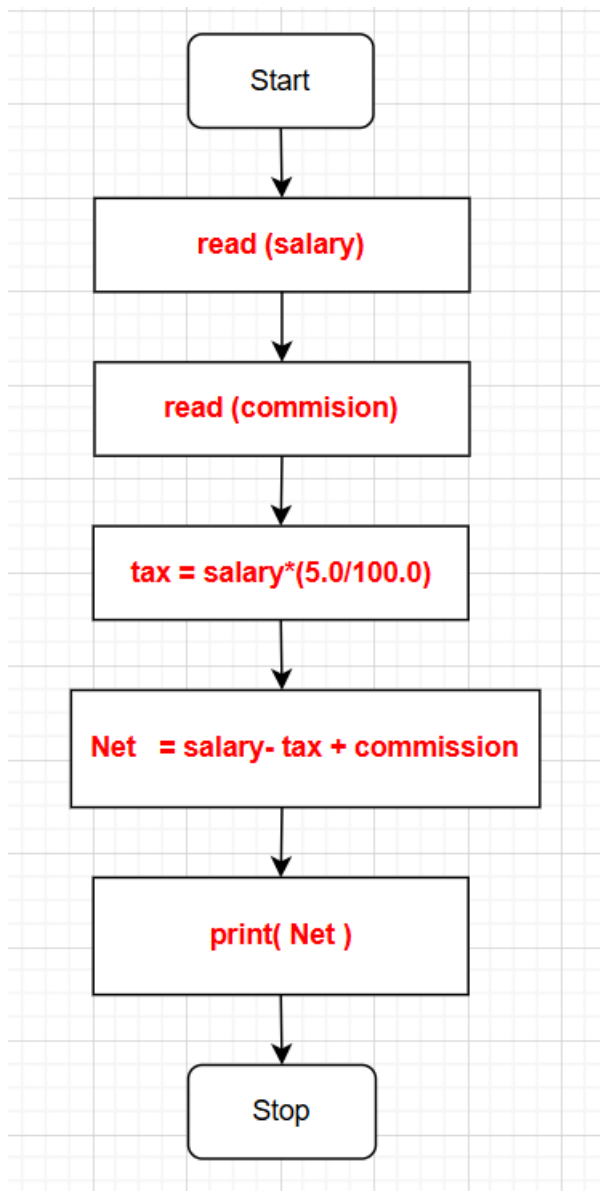 Start
read (salary)
read (commision)
tax = salary*(5.0/100.0)
Net   = salary- tax + commission
print( Net )
Stop